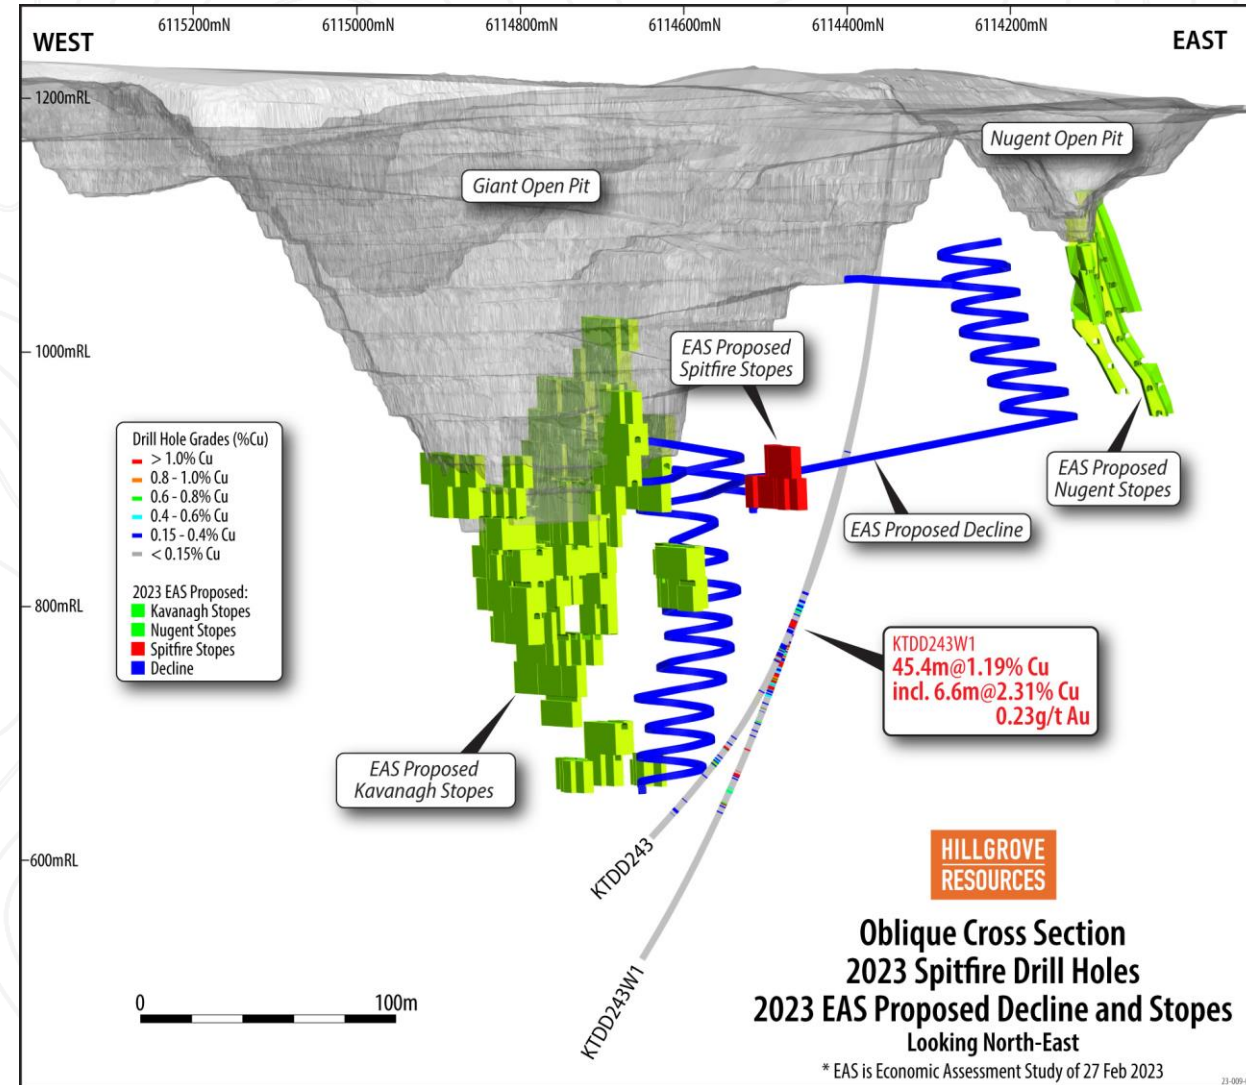 6115200mN
6115000mN
6114800mN
6114600mN
6114400mN
6114200mN
WEST
EAST
1200mRL
Nugent Open Pit
Giant Open Pit
1000mRL
EAS Proposed
Spitfire Stopes
Drill Hole Grades (%Cu)
> 1.0% Cu
0.8 - 1.0% Cu
0.6 - 0.8% Cu
0.4 - 0.6% Cu
0.15 - 0.4% Cu
< 0.15% Cu
2023 EAS Proposed:
Kavanagh Stopes
Nugent Stopes
Spitfire Stopes
Decline
EAS Proposed
Nugent Stopes
EAS Proposed Decline
800mRL
KTDD243W1
45.4m@1.19% Cu
incl. 6.6m@2.31% Cu
0.23g/t Au
EAS Proposed
Kavanagh Stopes
600mRL
KTDD243
KTDD243W1
HILLGROVE
RESOURCES
Oblique Cross Section
2023 Spitfire Drill Holes
2023 EAS Proposed Decline and Stopes
Looking North-East
* EAS is Economic Assessment Study of 27 Feb 2023
0
100m